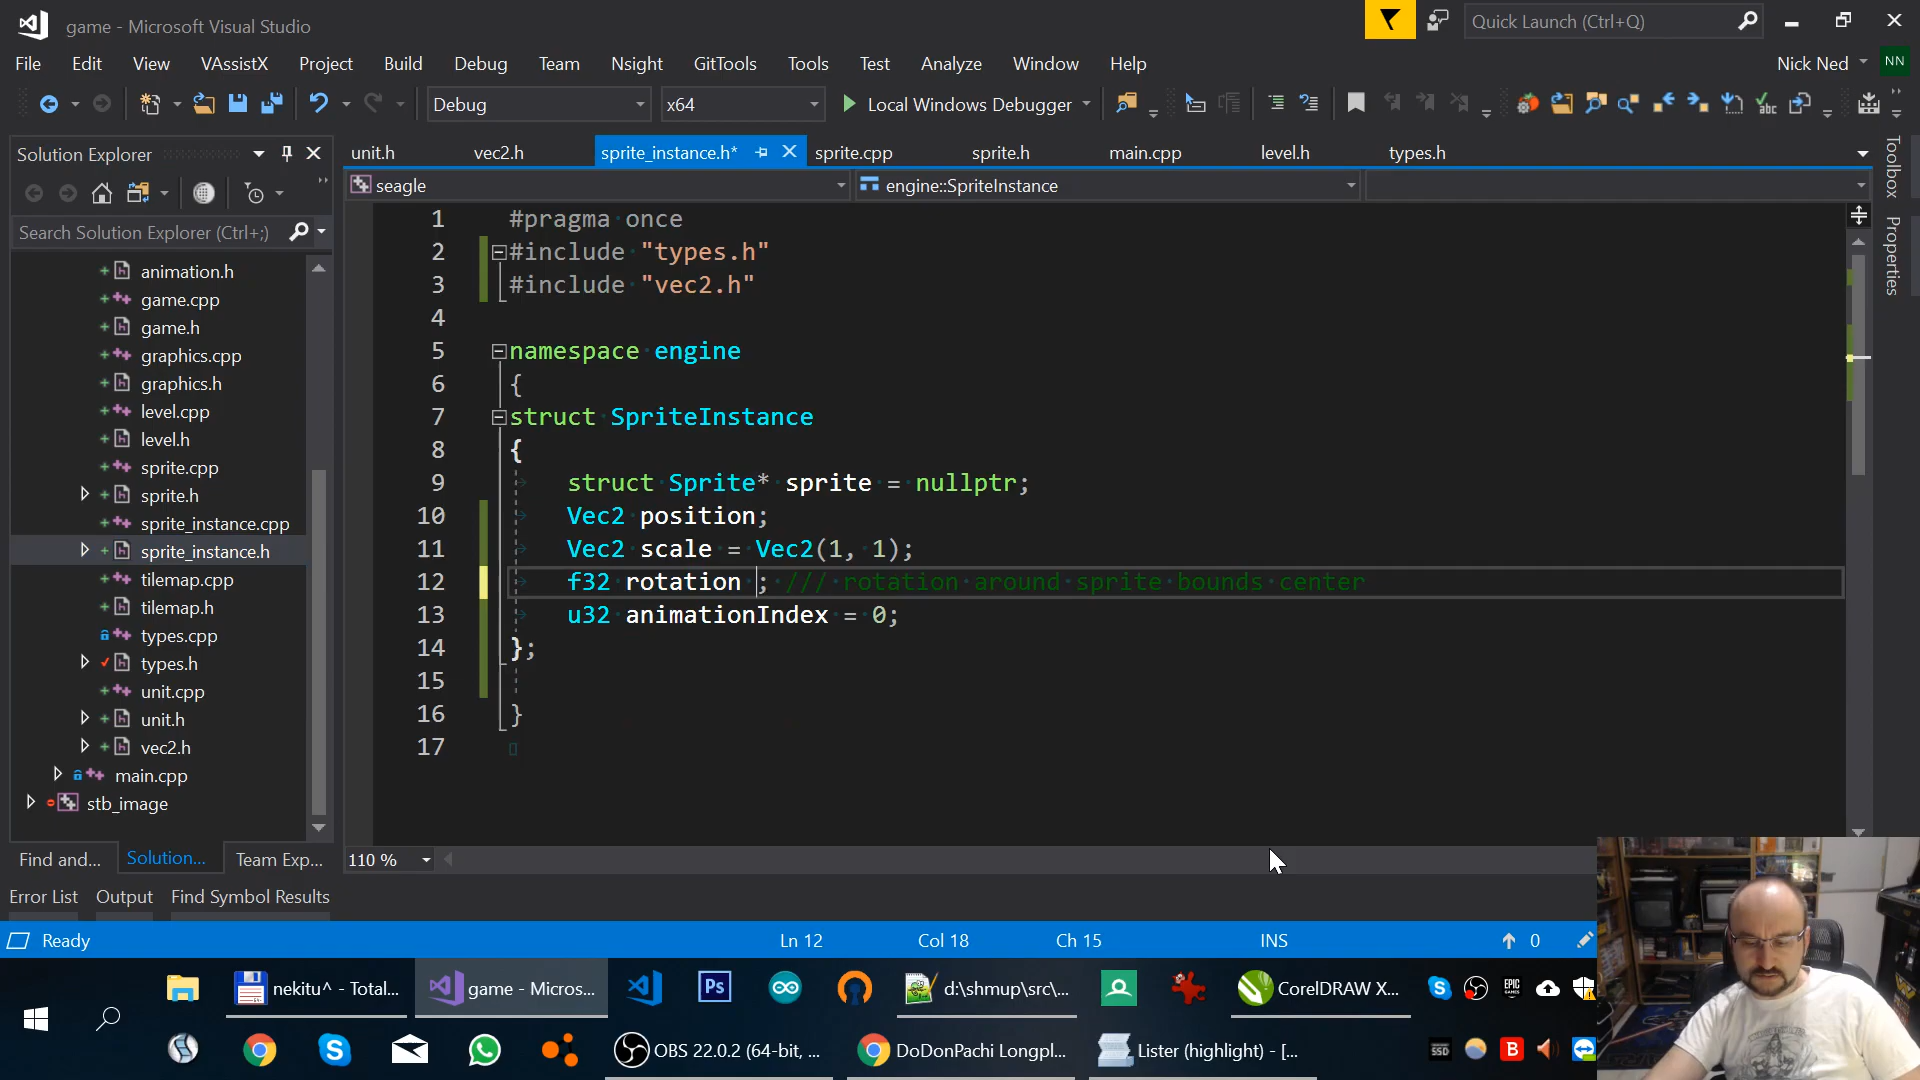 game - Microsoft Visual Studio
Quick Launch (Ctrl+Q)
File Edit View VAssistX Project Build Debug Team Nsight GitTools Tools Test Analyze Window Help
Nick Ned NN
Debug x64 Local Windows Debugger
Solution Explorer
unit.h vec2.h sprite_instance.h* sprite.cpp sprite.h main.cpp level.h types.h
seagle engine::SpriteInstance
Search Solution Explorer (Ctrl+;)
animation.h
game.cpp
game.h
graphics.cpp
graphics.h
level.cpp
level.h
sprite.cpp
sprite.h
sprite_instance.cpp
sprite_instance.h
tilemap.cpp
tilemap.h
types.cpp
types.h
unit.cpp
unit.h
vec2.h
main.cpp
stb_image
1 #pragma once
2 #include "types.h"
3 #include "vec2.h"
4
5 namespace engine
6 {
7 struct SpriteInstance
8 {
9 struct Sprite* sprite = nullptr;
10 Vec2 position;
11 Vec2 scale = Vec2(1, 1);
12 f32 rotation ; /// rotation around sprite bounds center
13 u32 animationIndex = 0;
14 };
15
16 }
17
Toolbox
Properties
Find and... Solution... Team Exp...
110 %
Error List Output Find Symbol Results
Ready Ln 12 Col 18 Ch 15 INS 0
nekitu^ - Total... game - Micros... Ps d:\shmup\src\... CorelDRAW X... EPIC GAMES
OBS 22.0.2 (64-bit, ... DoDonPachi Longpl... Lister (highlight) - [... SSD B